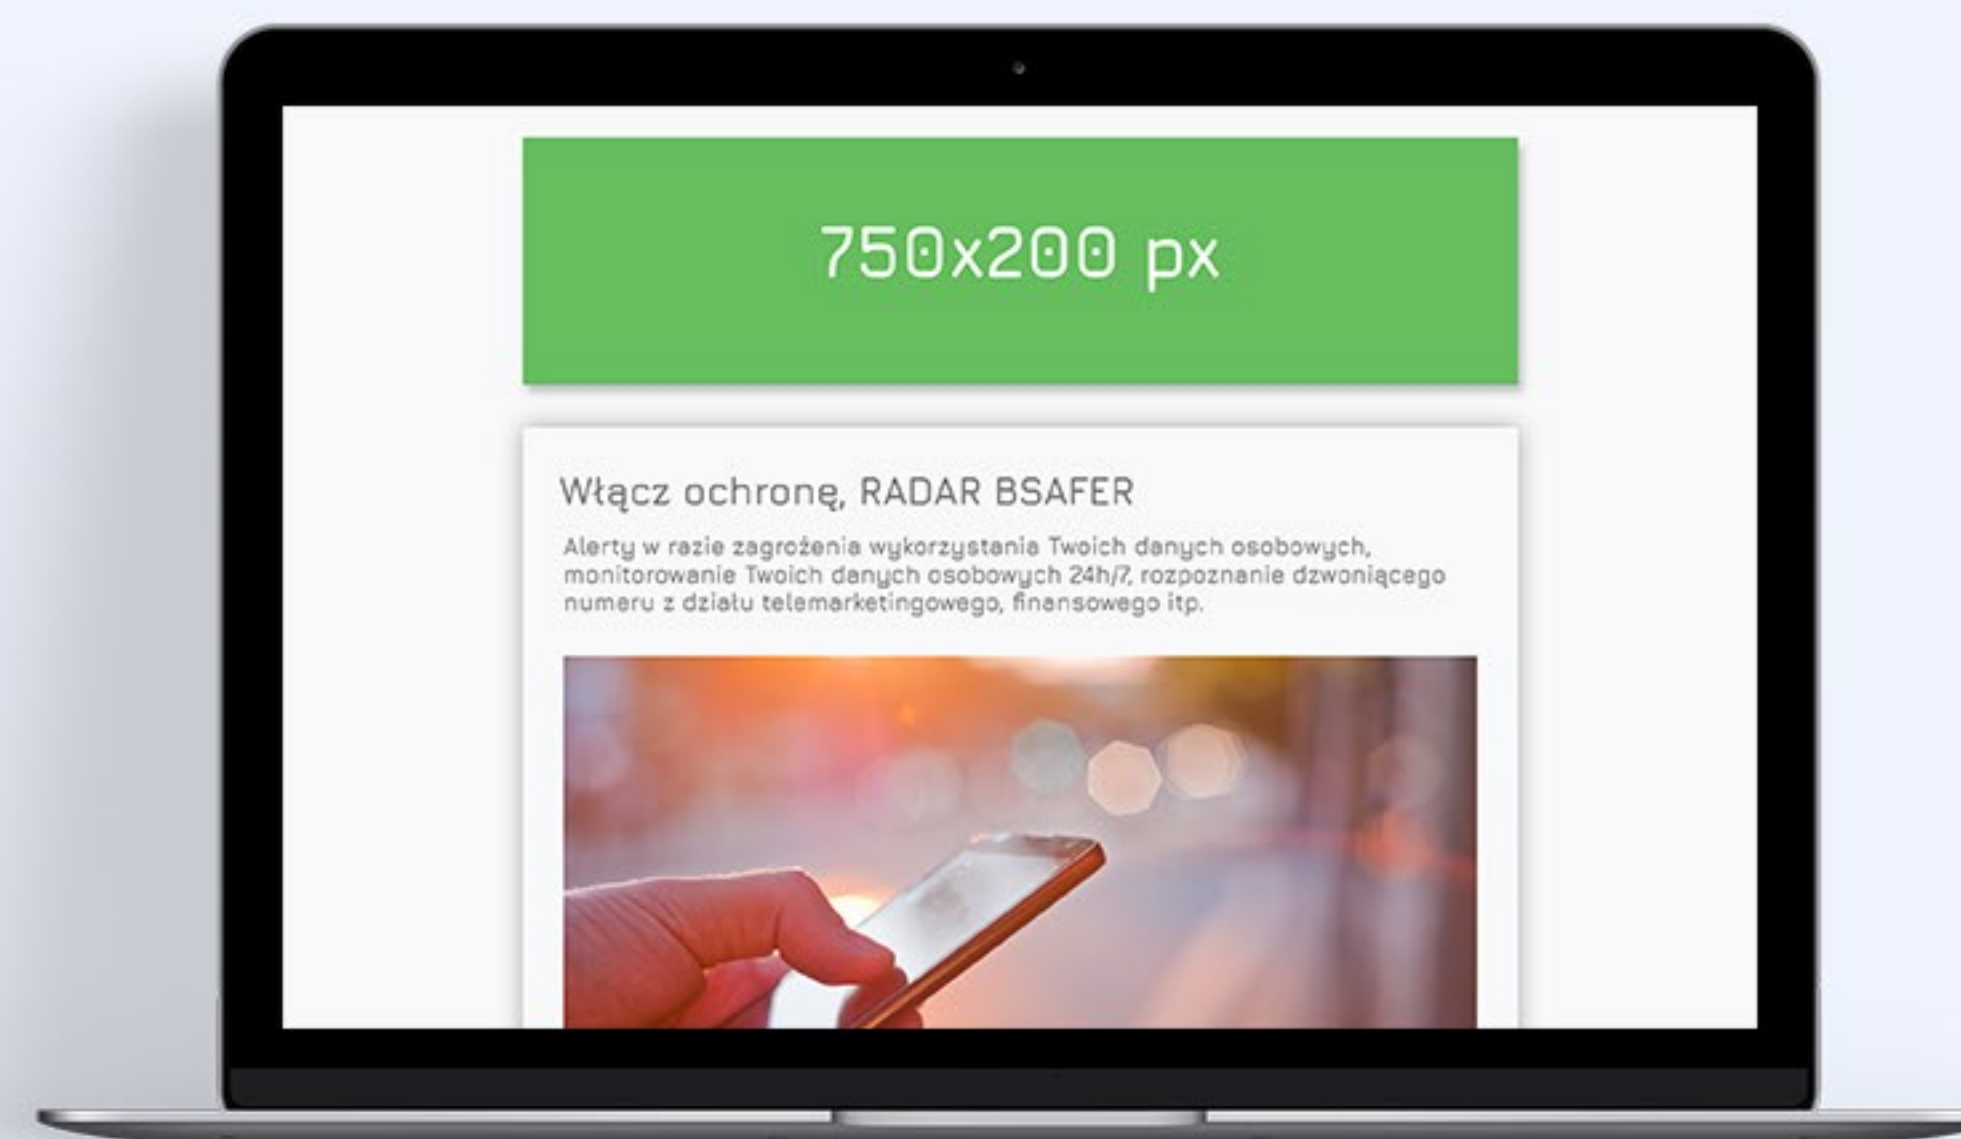 750x200 px
Włącz ochronę, RADAR BSAFER
Alerty w razie zagrożenia wykorzystania Twoich danych osobowych,
monitorowanie Twoich danych osobowych 24h/7, rozpoznanie dzwoniącego
numeru z działu telemarketingowego, finansowego itp.